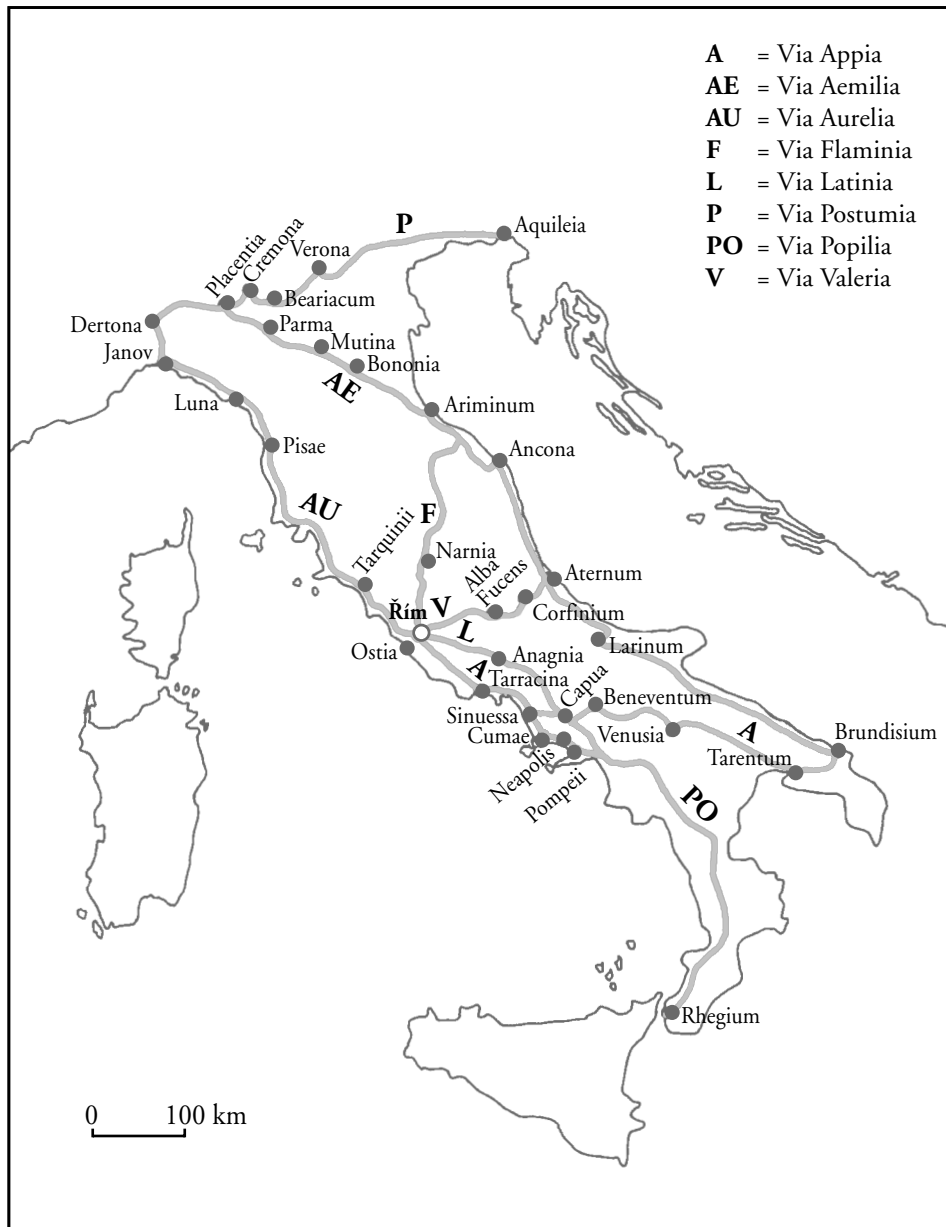 A = Via Appia
AE = Via Aemilia
AU = Via Aurelia
F = Via Flaminia
L = Via Latinia
P = Via Postumia
PO = Via Popilia
V = Via Valeria
P
Aquileia
Placentia
Cremona
Verona
Beariacum
Dertona
Parma
Janov
Mutina
Bononia
AE
Luna
Ariminum
Pisae
Ancona
AU
F
Tarquinii
Narnia
Alba
Fucens
Aternum
Řím
V
Corfinium
L
Ostia
Larinum
Anagnia
A
Tarracina
Capua
Beneventum
Sinuessa
Venusia
A
Brundisium
Cumae
Tarentum
Neapolis
Pompeii
PO
Rhegium
0 100 km